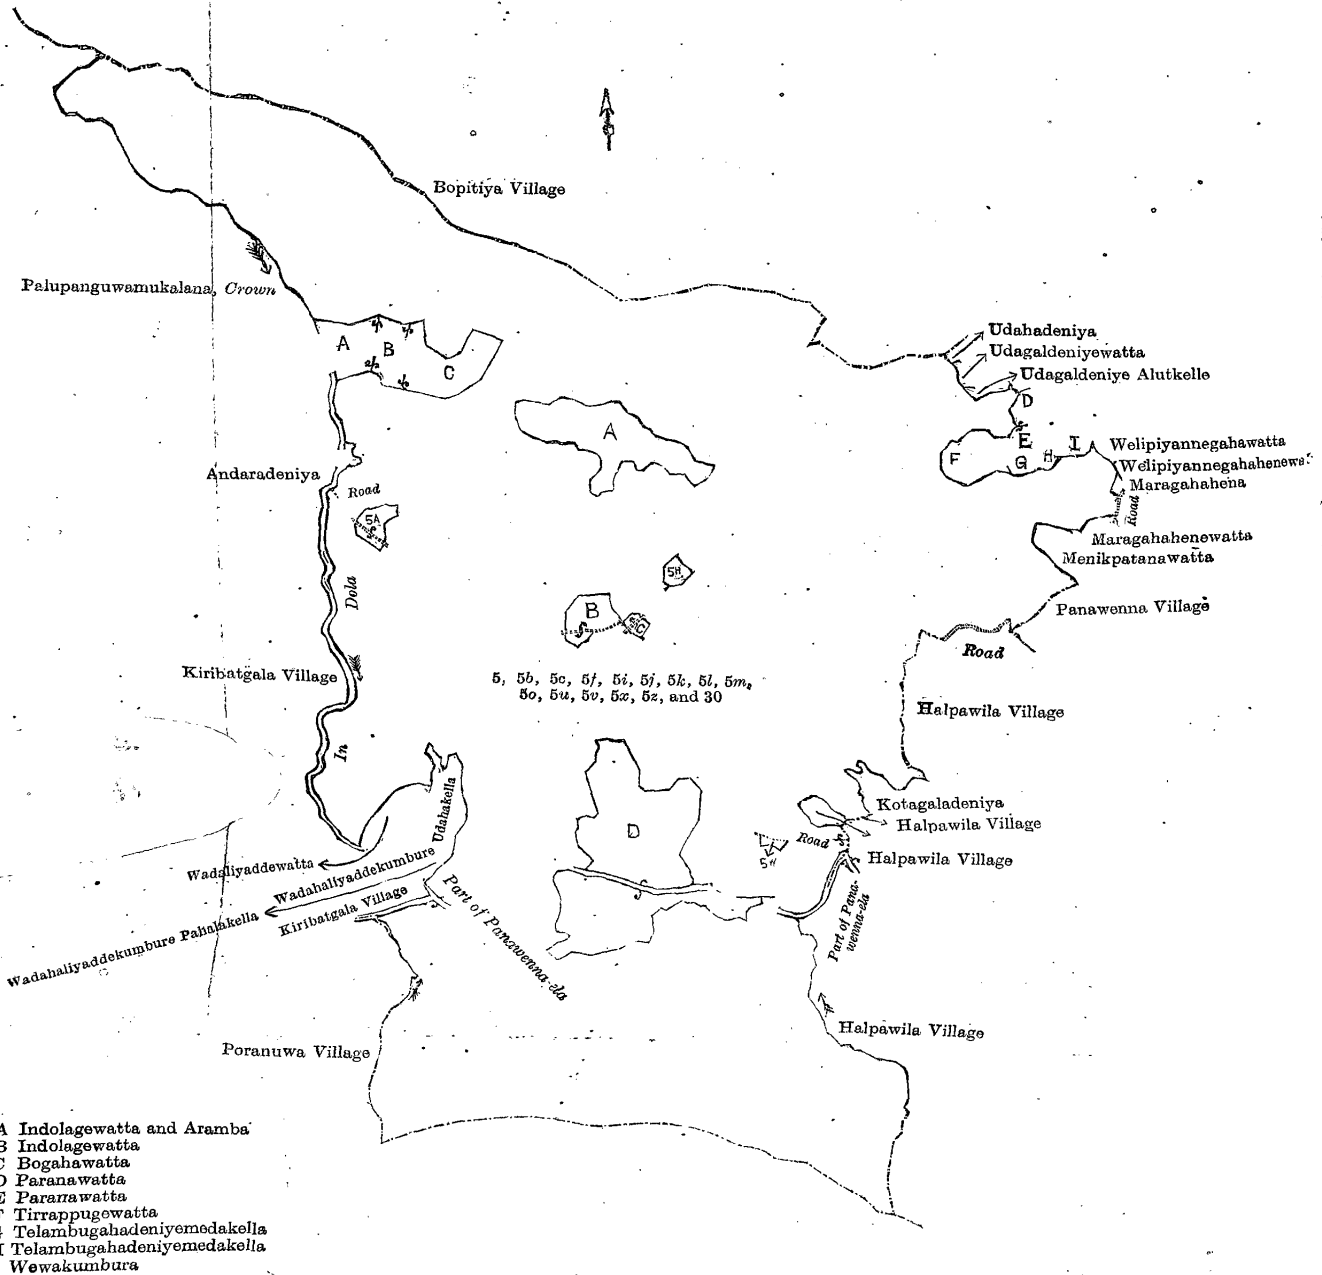 Bopitiya Village
Palupanguwamukalana, Crown
A
B
C
Udahadeniya
Udagaldeniyewatta
Udagaldeniye Alutkelle
D
E
F
G
H
I
Welipiyannegahawatta
Welipiyannegahahenewa
Maragahahena
Road
Maragahahenewatta
Menikpatanawatta
Panawenna Village
Road
A
Andaradeniya
Road
5A
Dola
5H
B
5C
Kiribatgala Village
5, 5b, 5c, 5f, 5i, 5j, 5k, 5l, 5m,
5o, 5u, 5v, 5x, 5z, and 30
Halpawila Village
In
Udahakella
D
Kotagaladeniya
Halpawila Village
Road
Halpawila Village
Wadaliyaddewatta
Wadahaliyaddekumbure
Kiribatgala Village
Wadahaliyaddekumbure Pahalakella
Part of Panawenna-ela
Part of Pana-
wenna-ela
Halpawila Village
Poranuwa Village
A Indolagewatta and Aramba
B Indolagewatta
C Bogahawatta
D Paranawatta
E Paranawatta
F Tirrappugewatta
Telambugahadeniyemedakella
Telambugahadeniyemedakella
Wewakumbura